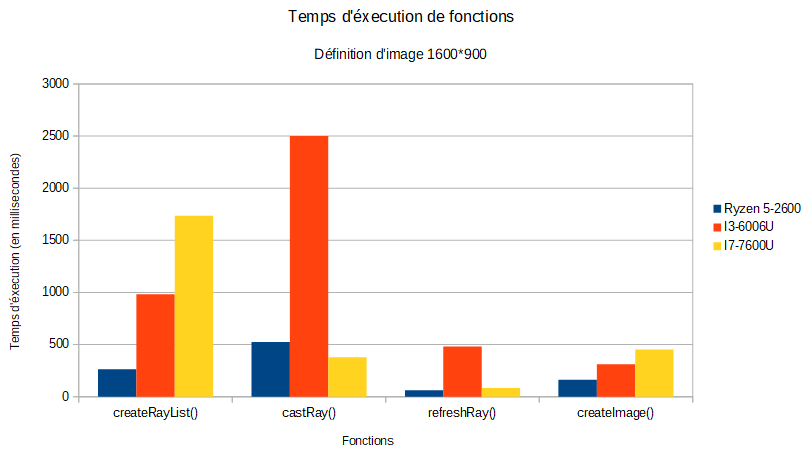 Temps d'éxecution de fonctions
Définition d'image 1600*900
3000
2500
2000
1500
1000
500
0
Temps d'éxecution (en millisecondes)
createRayList()
castRay()
refreshRay()
createImage()
Fonctions
Ryzen 5-2600
I3-6006U
I7-7600U